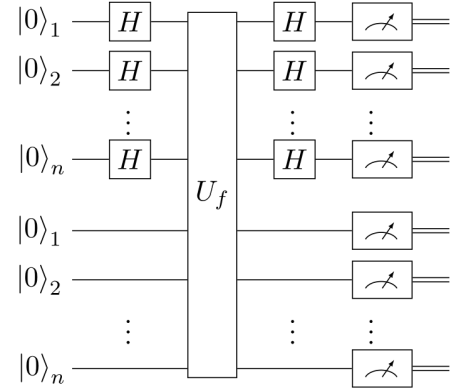 |0⟩₁ H H
|0⟩₂ H H
⋮ ⋮ ⋮
|0⟩ₙ H H
U_f
|0⟩₁
|0⟩₂
⋮ ⋮ ⋮
|0⟩ₙ